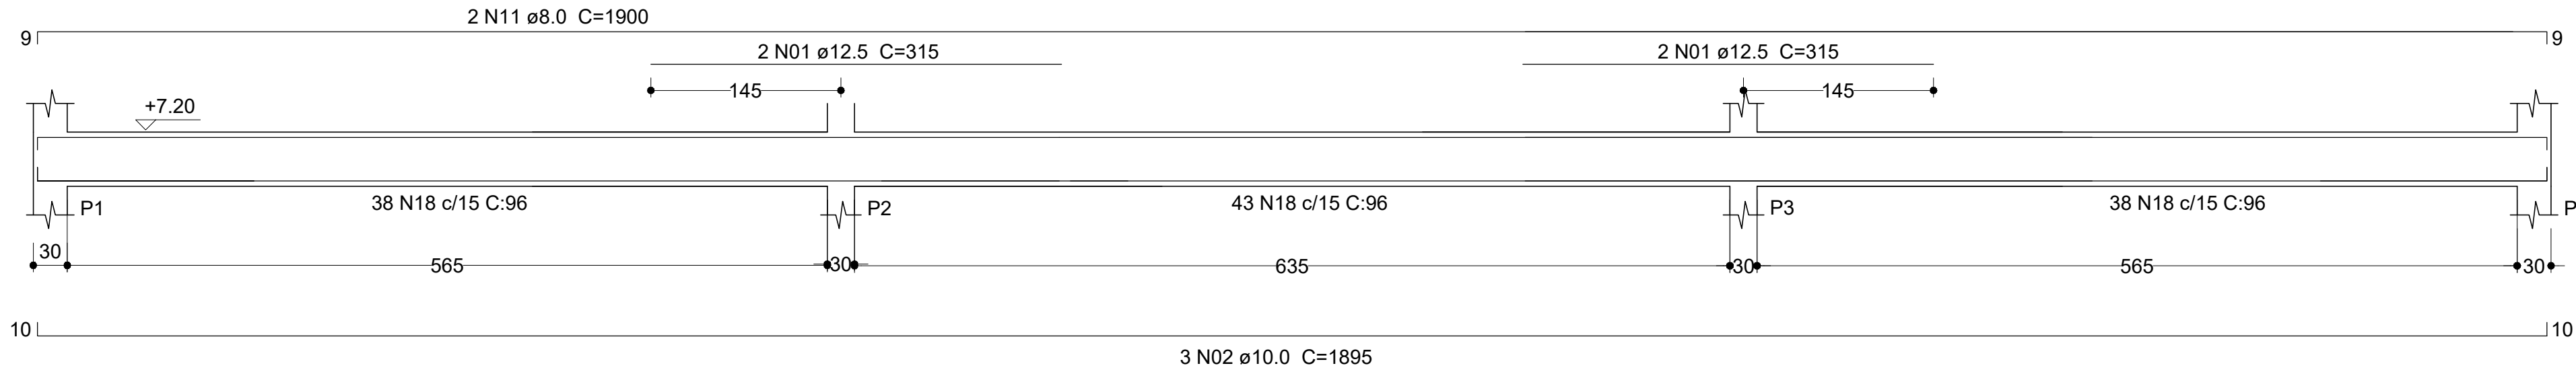 2 N11 ø8.0 C=1900
9 9
2 N01 ø12.5 C=315 2 N01 ø12.5 C=315
145 145
+7.20
38 N18 c/15 C:96 43 N18 c/15 C:96 38 N18 c/15 C:96
P1 P2 P3 P
30 565 30 635 30 565 30
10 10
3 N02 ø10.0 C=1895